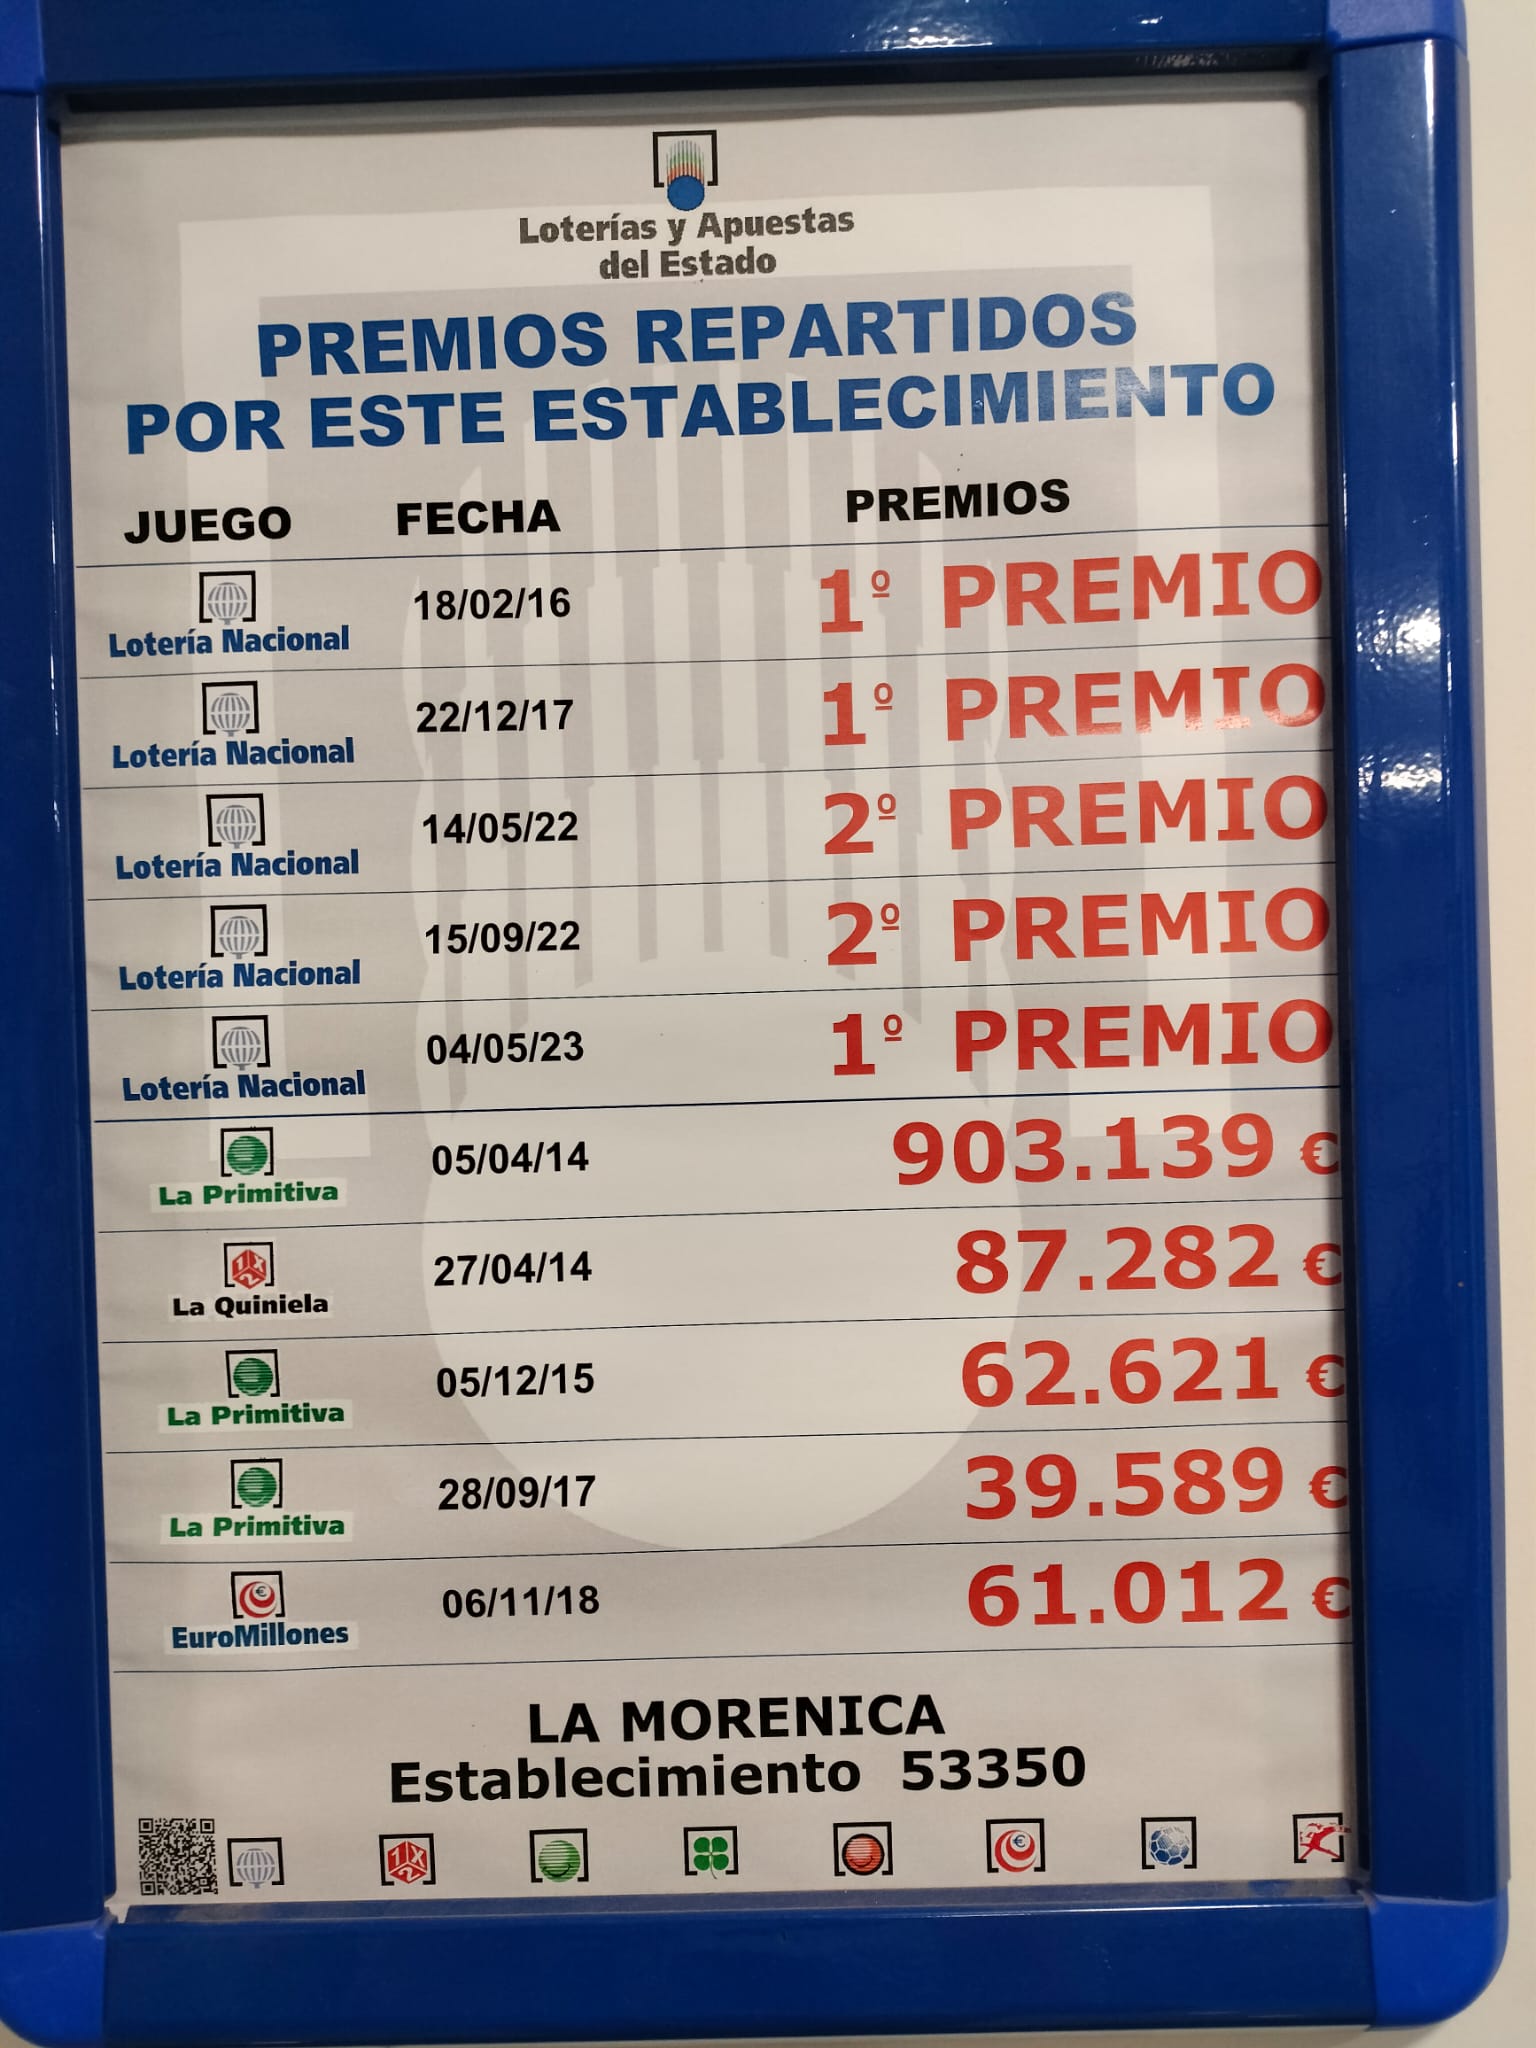 Loterías y Apuestas
del Estado
PREMIOS REPARTIDOS
POR ESTE ESTABLECIMIENTO
JUEGO FECHA PREMIOS
Lotería Nacional 18/02/16 1º PREMIO
Lotería Nacional 22/12/17 1º PREMIO
Lotería Nacional 14/05/22 2º PREMIO
Lotería Nacional 15/09/22 2º PREMIO
Lotería Nacional 04/05/23 1º PREMIO
La Primitiva 05/04/14 903.139 €
1X2
La Quiniela 27/04/14 87.282 €
La Primitiva 05/12/15 62.621 €
La Primitiva 28/09/17 39.589 €
€
EuroMillones 06/11/18 61.012 €
LA MORENICA
Establecimiento 53350
1X2 €